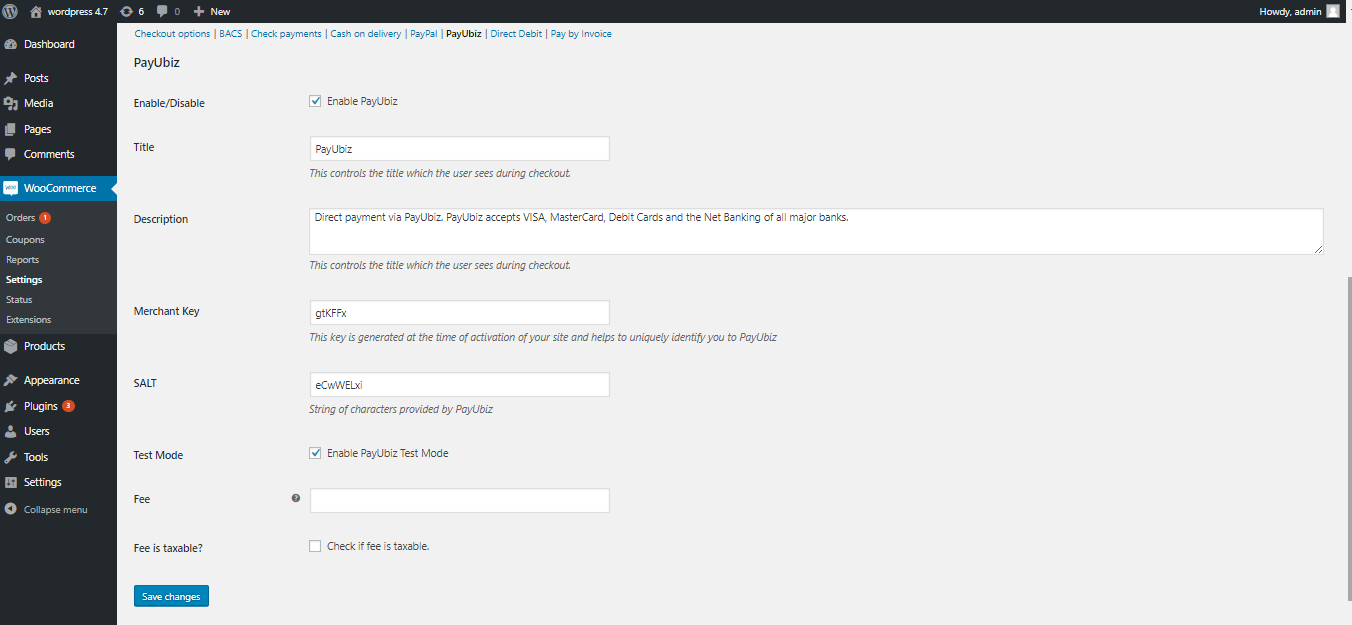 wordpress 4.7 6 0 New Howdy, admin
Checkout options | BACS | Check payments | Cash on delivery | PayPal | PayUbiz | Direct Debit | Pay by Invoice
Dashboard
Posts
Media
Pages
Comments
WooCommerce
Orders 1
Coupons
Reports
Settings
Status
Extensions
Products
Appearance
Plugins 3
Users
Tools
Settings
Collapse menu
PayUbiz
Enable/Disable Enable PayUbiz
Title PayUbiz
This controls the title which the user sees during checkout.
Description Direct payment via PayUbiz. PayUbiz accepts VISA, MasterCard, Debit Cards and the Net Banking of all major banks.
This controls the title which the user sees during checkout.
Merchant Key gtKFFx
This key is generated at the time of activation of your site and helps to uniquely identify you to PayUbiz
SALT eCwWELxi
String of characters provided by PayUbiz
Test Mode Enable PayUbiz Test Mode
Fee ?
Fee is taxable? Check if fee is taxable.
Save changes